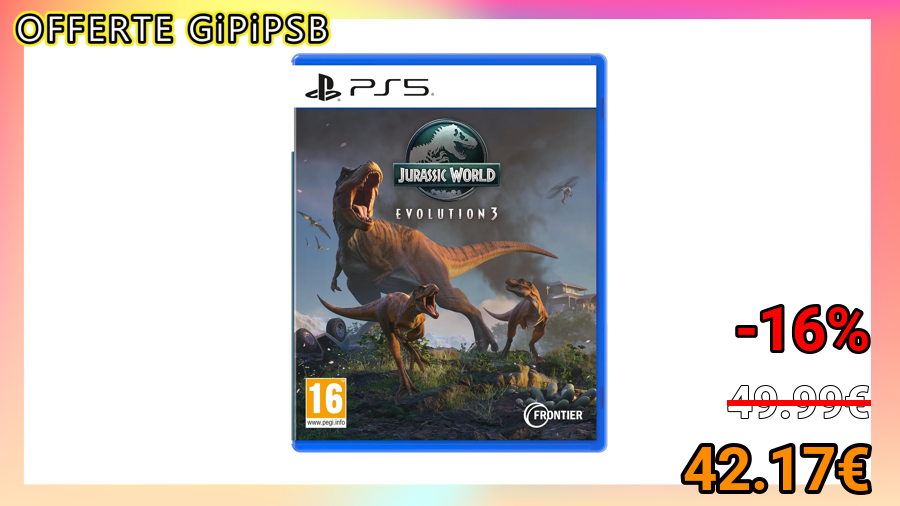 OFFERTE GiPiPSB
PS5
JURASSIC WORLD
EVOLUTION 3
-16%
49.99€
42.17€
16
www.pegi.info
FRONTIER